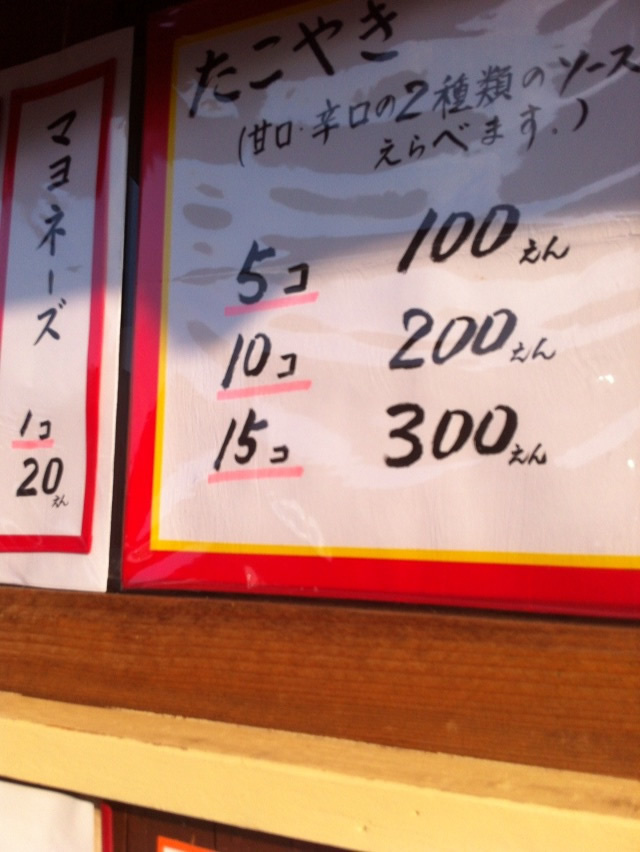 たこやき
(甘口・辛口の2種類のソース
えらべます。)
5コ 100えん
10コ 200えん
15コ 300えん
マヨネーズ
1コ
20えん